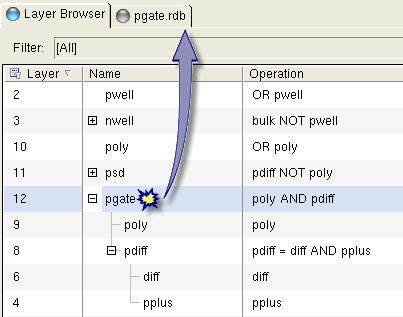 Layer Browser pgate.rdb
Filter: [All]
Layer Name Operation
2 pwell OR pwell
3 nwell bulk NOT pwell
10 poly OR poly
11 psd pdiff NOT poly
12 pgate poly AND pdiff
9 poly poly
8 pdiff pdiff = diff AND pplus
6 diff diff
4 pplus pplus